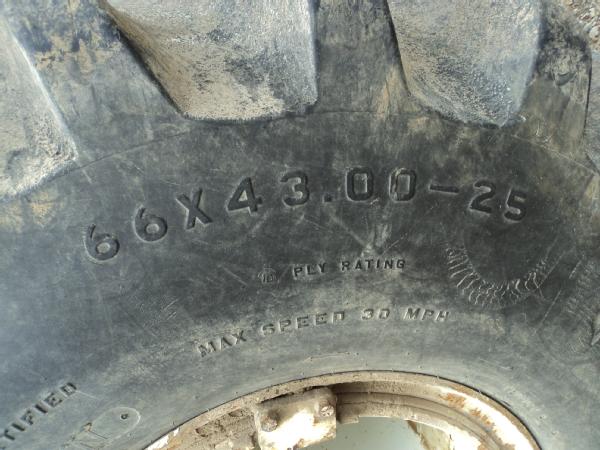 66X43.00-25
PLY RATING
MAX SPEED 30 MPH
TIFIED